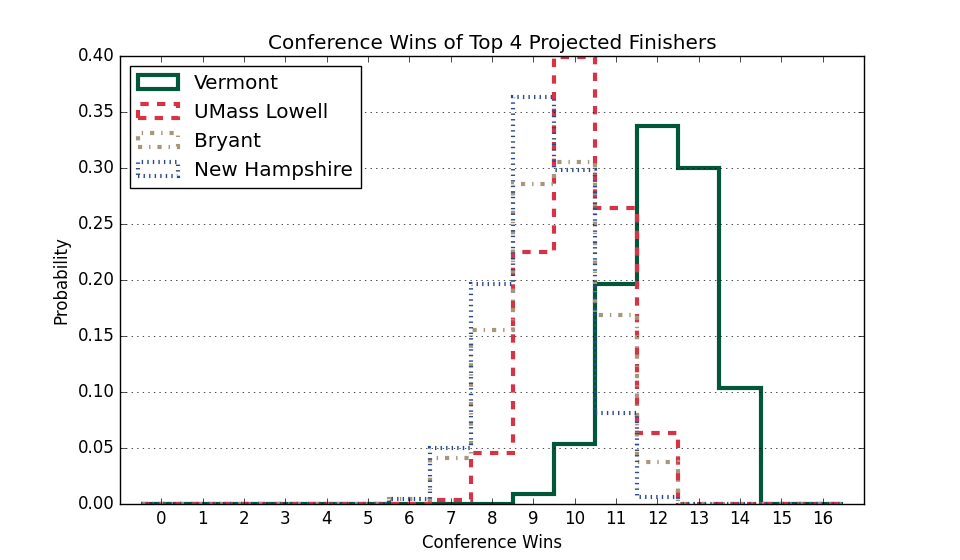 Conference Wins of Top 4 Projected Finishers
Vermont
UMass Lowell
Bryant
New Hampshire
0.40
0.35
0.30
0.25
0.20
0.15
0.10
0.05
0.00
Probability
0 1 2 3 4 5 6 7 8 9 10 11 12 13 14 15 16
Conference Wins